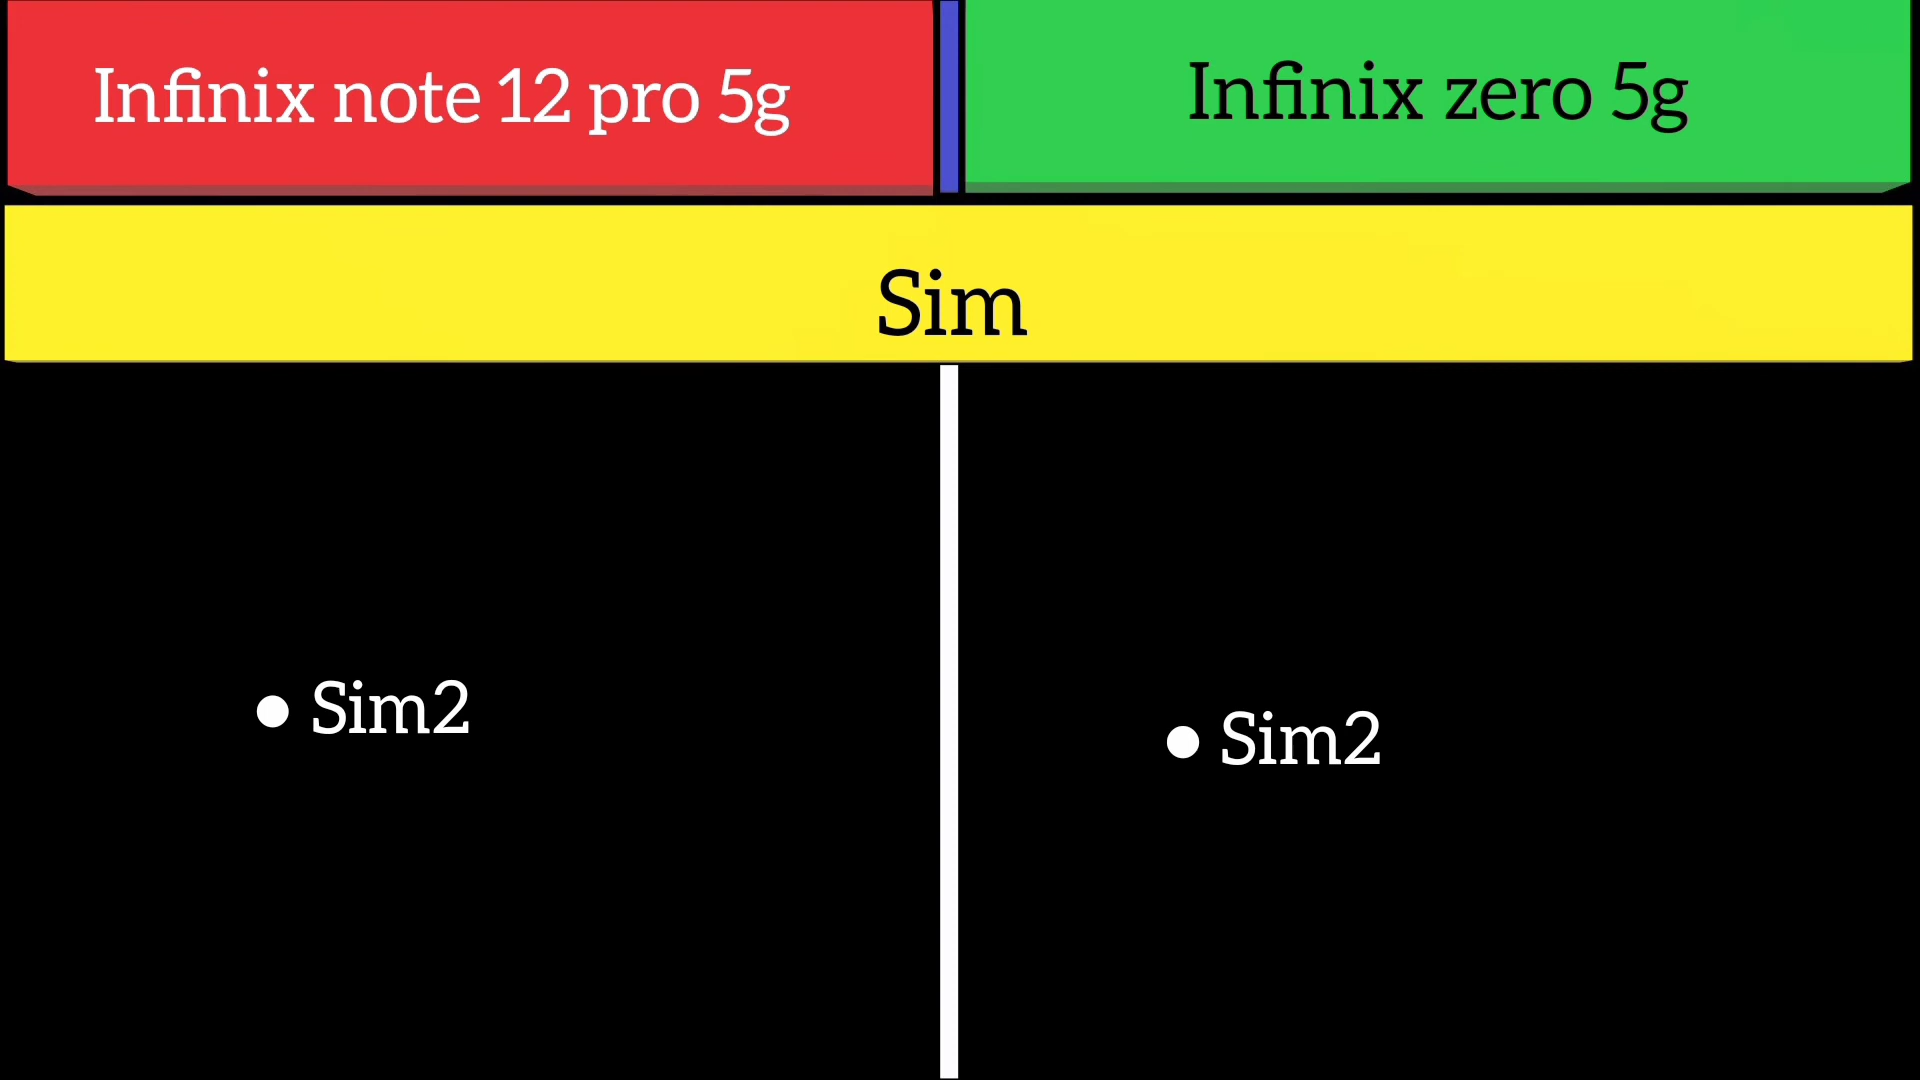 Infinix note 12 pro 5g
Infinix zero 5g
Sim
• Sim2
• Sim2